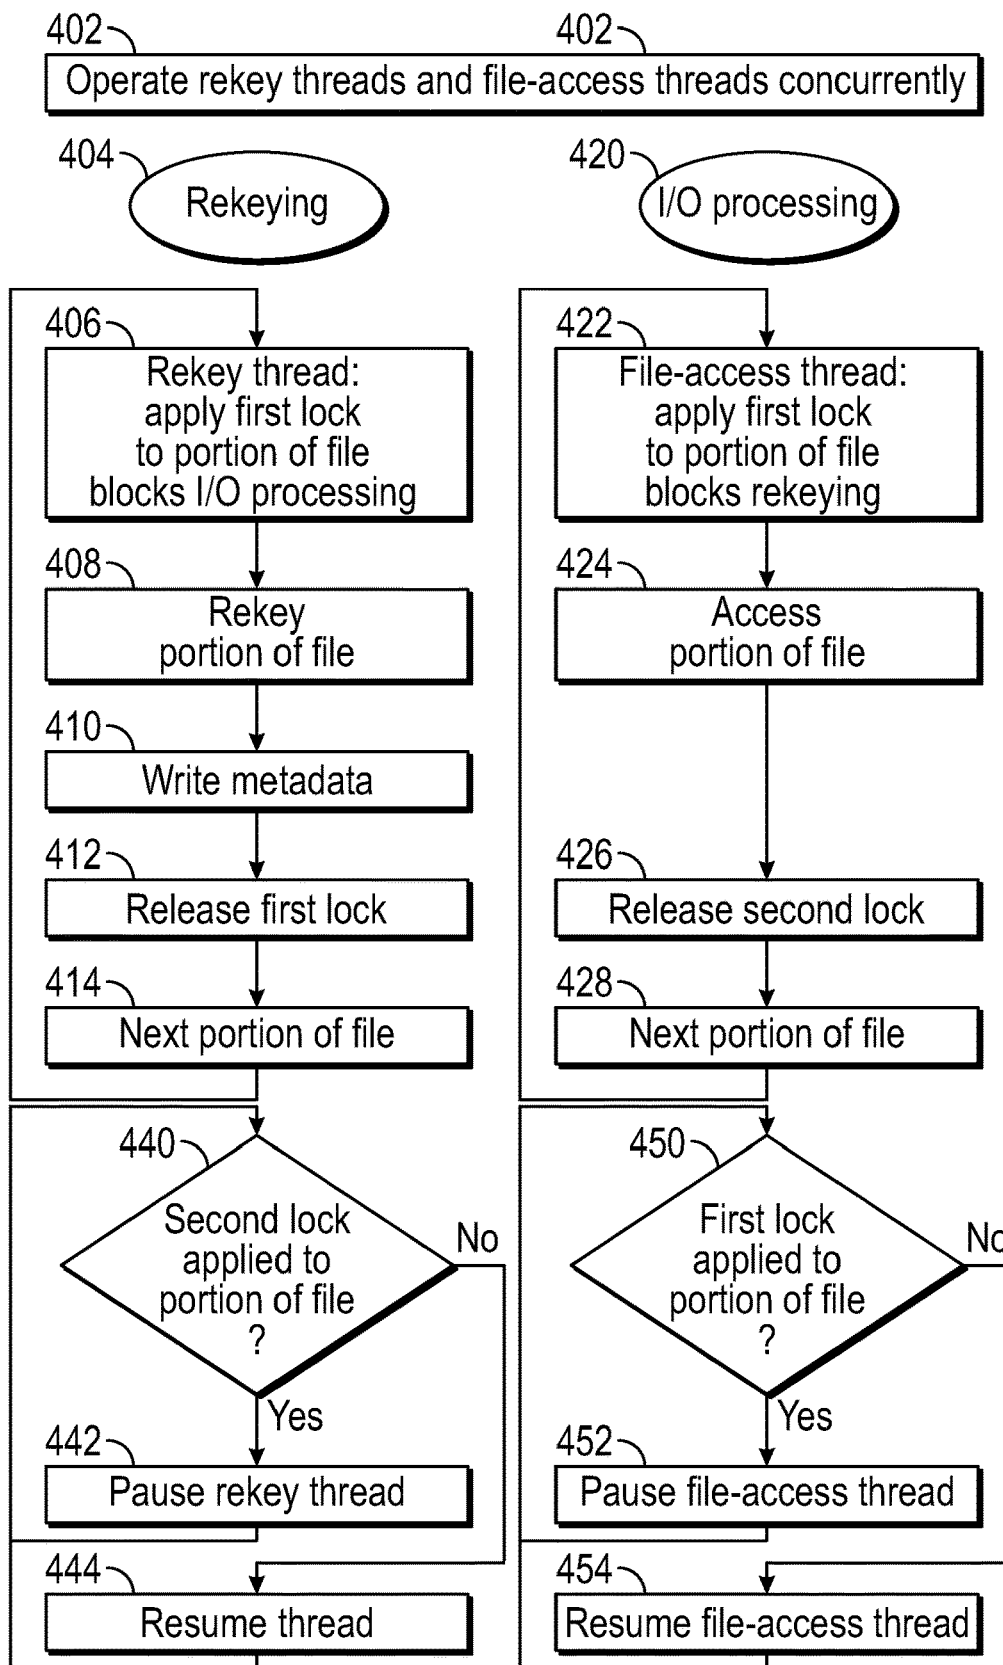 402
402
Operate rekey threads and file-access threads concurrently
404
Rekeying
420
I/O processing
406
Rekey thread:
apply first lock
to portion of file
blocks I/O processing
422
File-access thread:
apply first lock
to portion of file
blocks rekeying
408
Rekey
portion of file
424
Access
portion of file
410
Write metadata
412
Release first lock
426
Release second lock
414
Next portion of file
428
Next portion of file
440
Second lock
applied to
portion of file
?
No
Yes
450
First lock
applied to
portion of file
?
No
Yes
442
Pause rekey thread
452
Pause file-access thread
444
Resume thread
454
Resume file-access thread